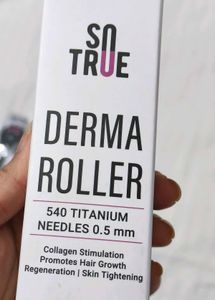 SO
TRUE
DERMA
ROLLER
540 TITANIUM
NEEDLES 0.5 mm
Collagen Stimulation
Promotes Hair Growth
Regeneration | Skin Tightening